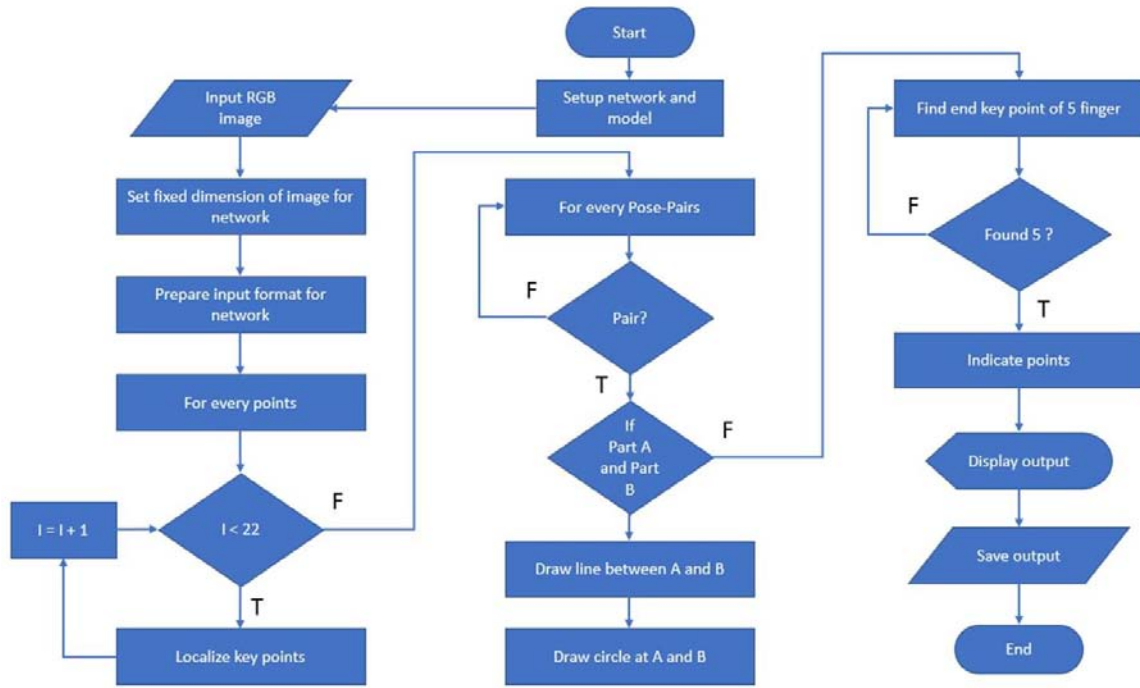 Start
Setup network and
model
Input RGB
image
Set fixed dimension of image for
network
Prepare input format for
network
For every points
I < 22
F
T
I = I + 1
Localize key points
For every Pose-Pairs
F
Pair?
T
If
Part A
and Part
B
F
Draw line between A and B
Draw circle at A and B
Find end key point of 5 finger
F
Found 5 ?
T
Indicate points
Display output
Save output
End